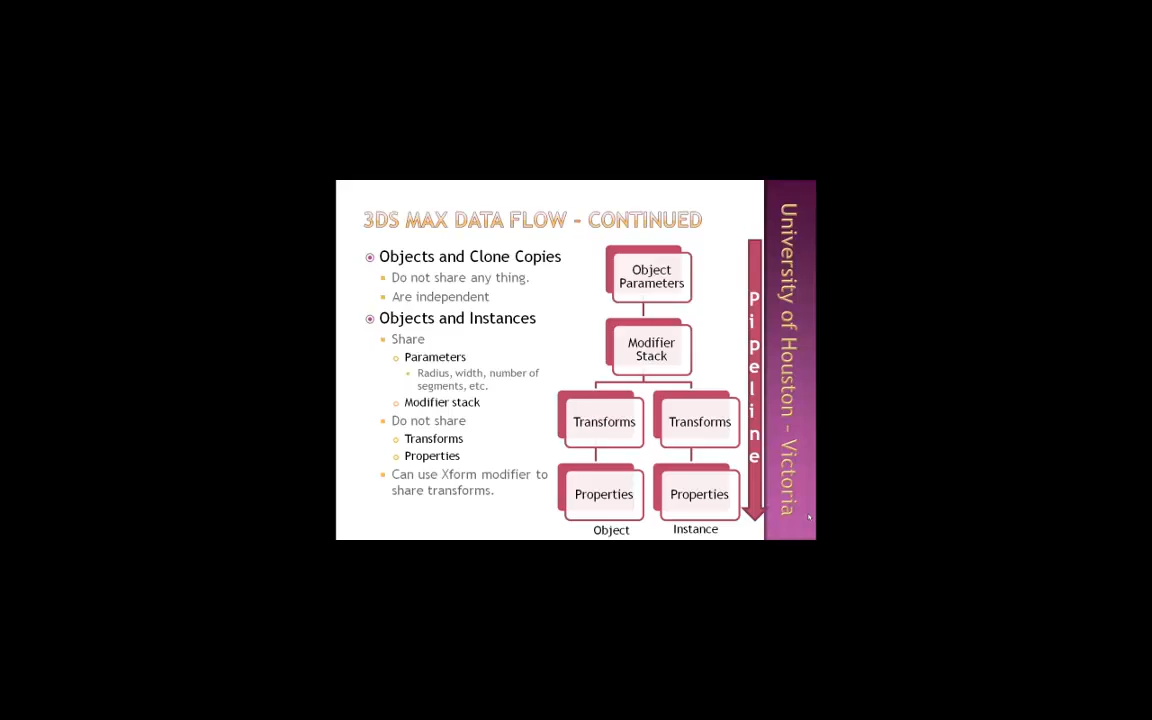 3DS MAX DATA FLOW - CONTINUED
Objects and Clone Copies
Do not share any thing.
Are independent
Objects and Instances
Share
Parameters
Radius, width, number of
segments, etc.
Modifier stack
Do not share
Transforms
Properties
Can use Xform modifier to
share transforms.
Object
Parameters
Modifier
Stack
Transforms
Transforms
Properties
Properties
Object
Instance
Pipeline
University of Houston - Victoria